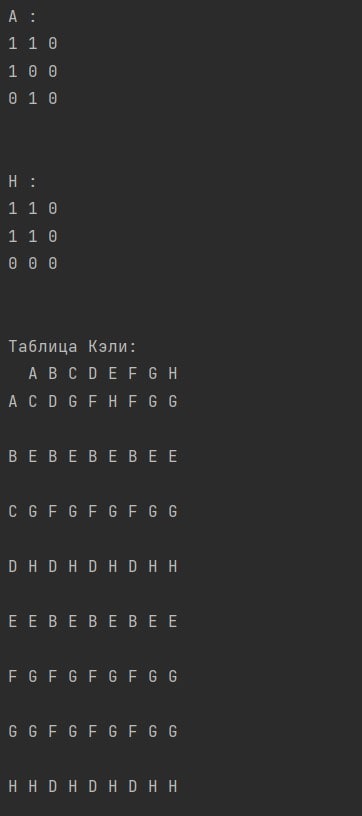 A :
1 1 0
1 0 0
0 1 0
H :
1 1 0
1 1 0
0 0 0
Таблица Кэли:
A B C D E F G H
A C D G F H F G G
B E B E B E B E E
C G F G F G F G G
D H D H D H D H H
E E B E B E B E E
F G F G F G F G G
G G F G F G F G G
H H D H D H D H H